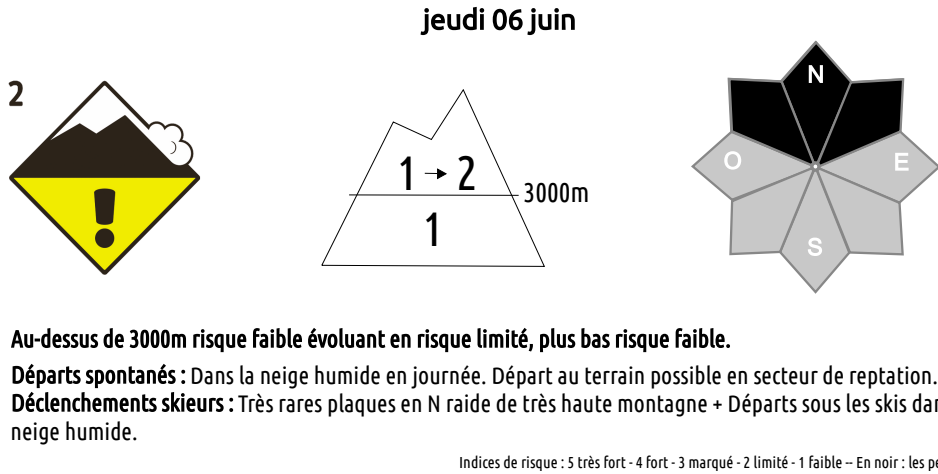 jeudi 06 juin
2
N
1 → 2
O
E
3000m
1
S
Au-dessus de 3000m risque faible évoluant en risque limité, plus bas risque faible.
Départs spontanés : Dans la neige humide en journée. Départ au terrain possible en secteur de reptation.
Déclenchements skieurs : Très rares plaques en N raide de très haute montagne + Départs sous les skis
neige humide.
Indices de risque : 5 très fort - 4 fort - 3 marqué - 2 limité - 1 faible -- En noir : les